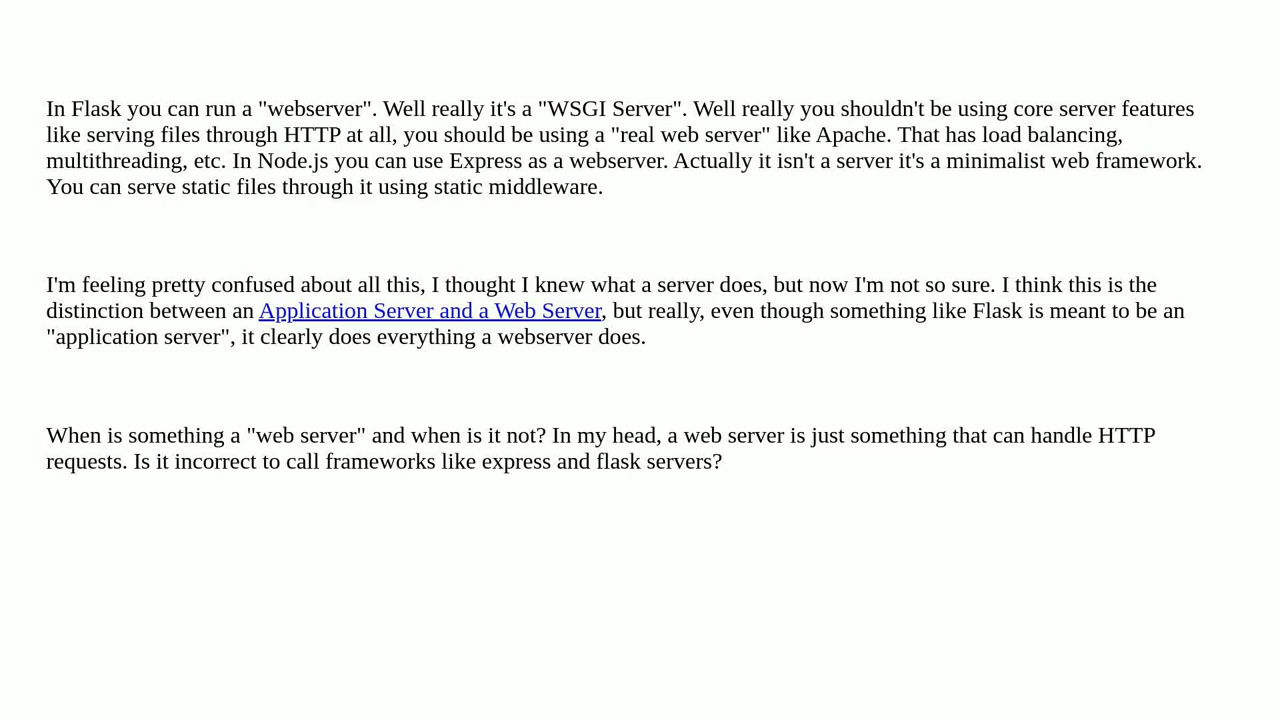 In Flask you can run a "webserver". Well really it's a "WSGI Server". Well really you shouldn't be using core server features
like serving files through HTTP at all, you should be using a "real web server" like Apache. That has load balancing,
multithreading, etc. In Node.js you can use Express as a webserver. Actually it isn't a server it's a minimalist web framework.
You can serve static files through it using static middleware.
I'm feeling pretty confused about all this, I thought I knew what a server does, but now I'm not so sure. I think this is the
distinction between an Application Server and a Web Server, but really, even though something like Flask is meant to be an
"application server", it clearly does everything a webserver does.
When is something a "web server" and when is it not? In my head, a web server is just something that can handle HTTP
requests. Is it incorrect to call frameworks like express and flask servers?